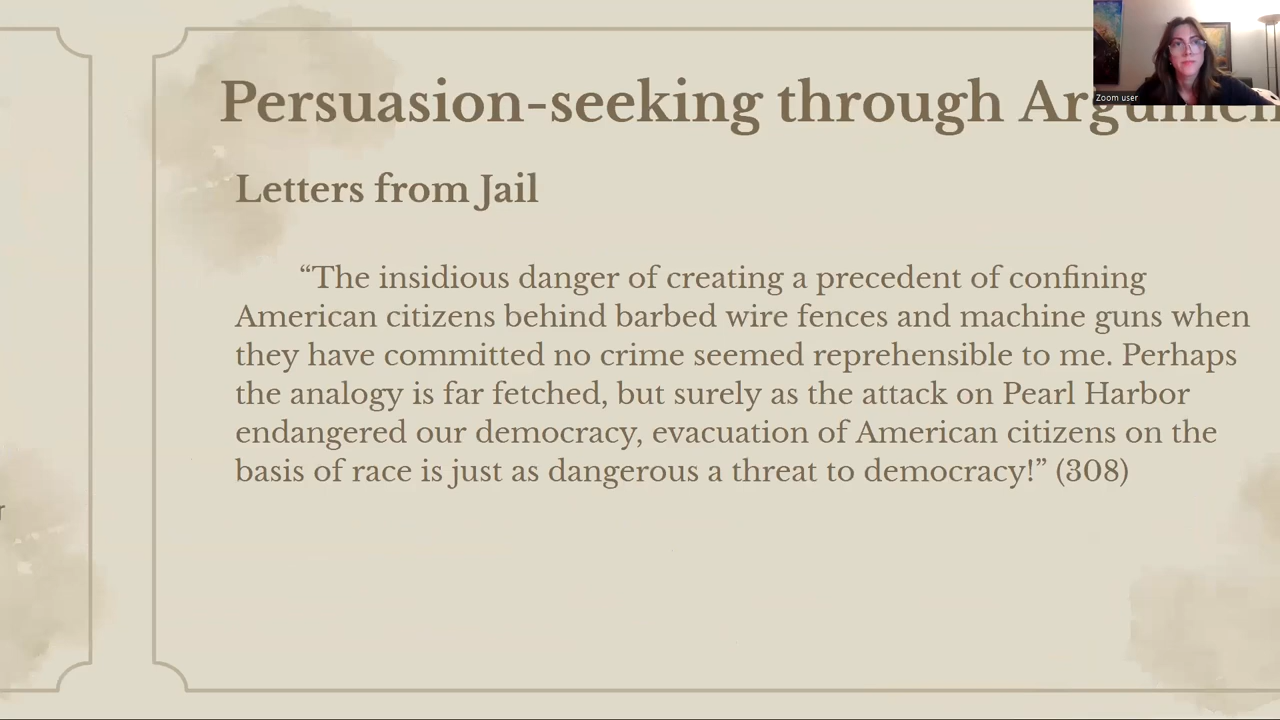 Persuasion-seeking through Argumen
Zoom user
Letters from Jail
“The insidious danger of creating a precedent of confining
American citizens behind barbed wire fences and machine guns when
they have committed no crime seemed reprehensible to me. Perhaps
the analogy is far fetched, but surely as the attack on Pearl Harbor
endangered our democracy, evacuation of American citizens on the
basis of race is just as dangerous a threat to democracy!” (308)
r